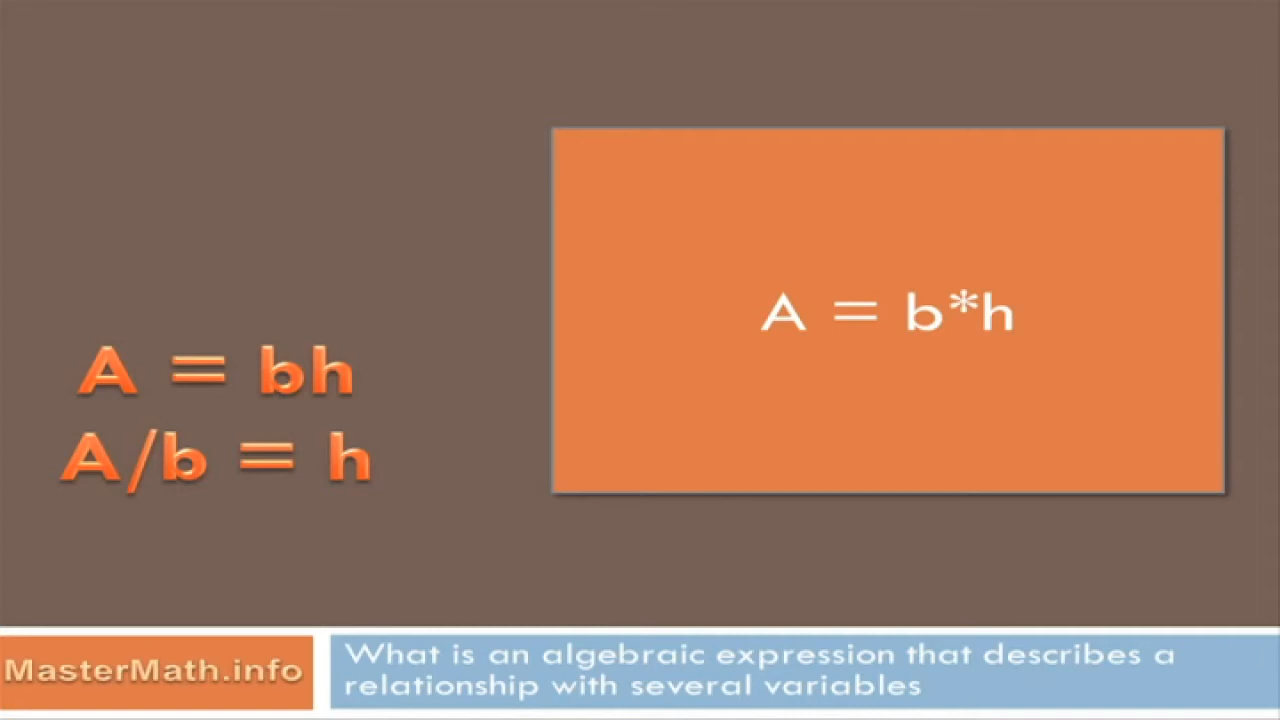 A = b*h
A = bh
A/b = h
MasterMath.info
What is an algebraic expression that describes a
relationship with several variables